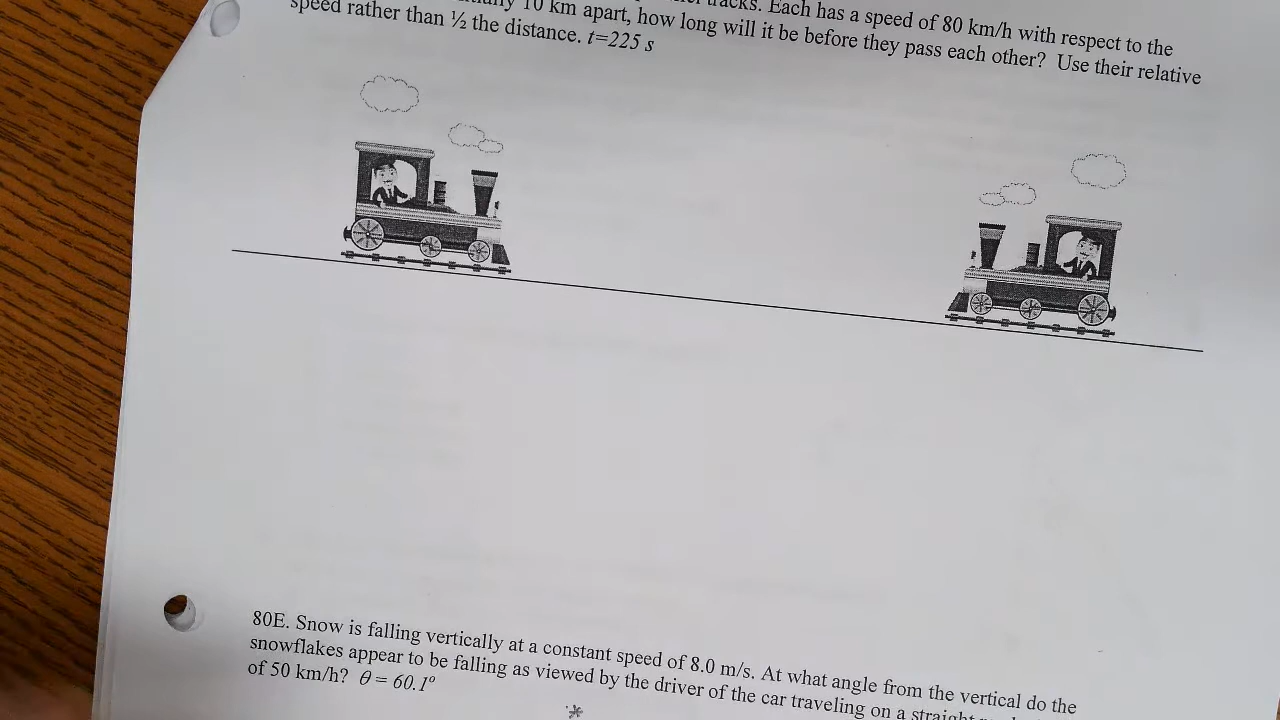 tracks. Each has a speed of 80 km/h with respect to the
10 km apart, how long will it be before they pass each other? Use their relative
speed rather than ½ the distance. t=225 s
80E. Snow is falling vertically at a constant speed of 8.0 m/s. At what angle from the vertical do the
snowflakes appear to be falling as viewed by the driver of the car traveling on a straight
of 50 km/h? θ = 60.1°